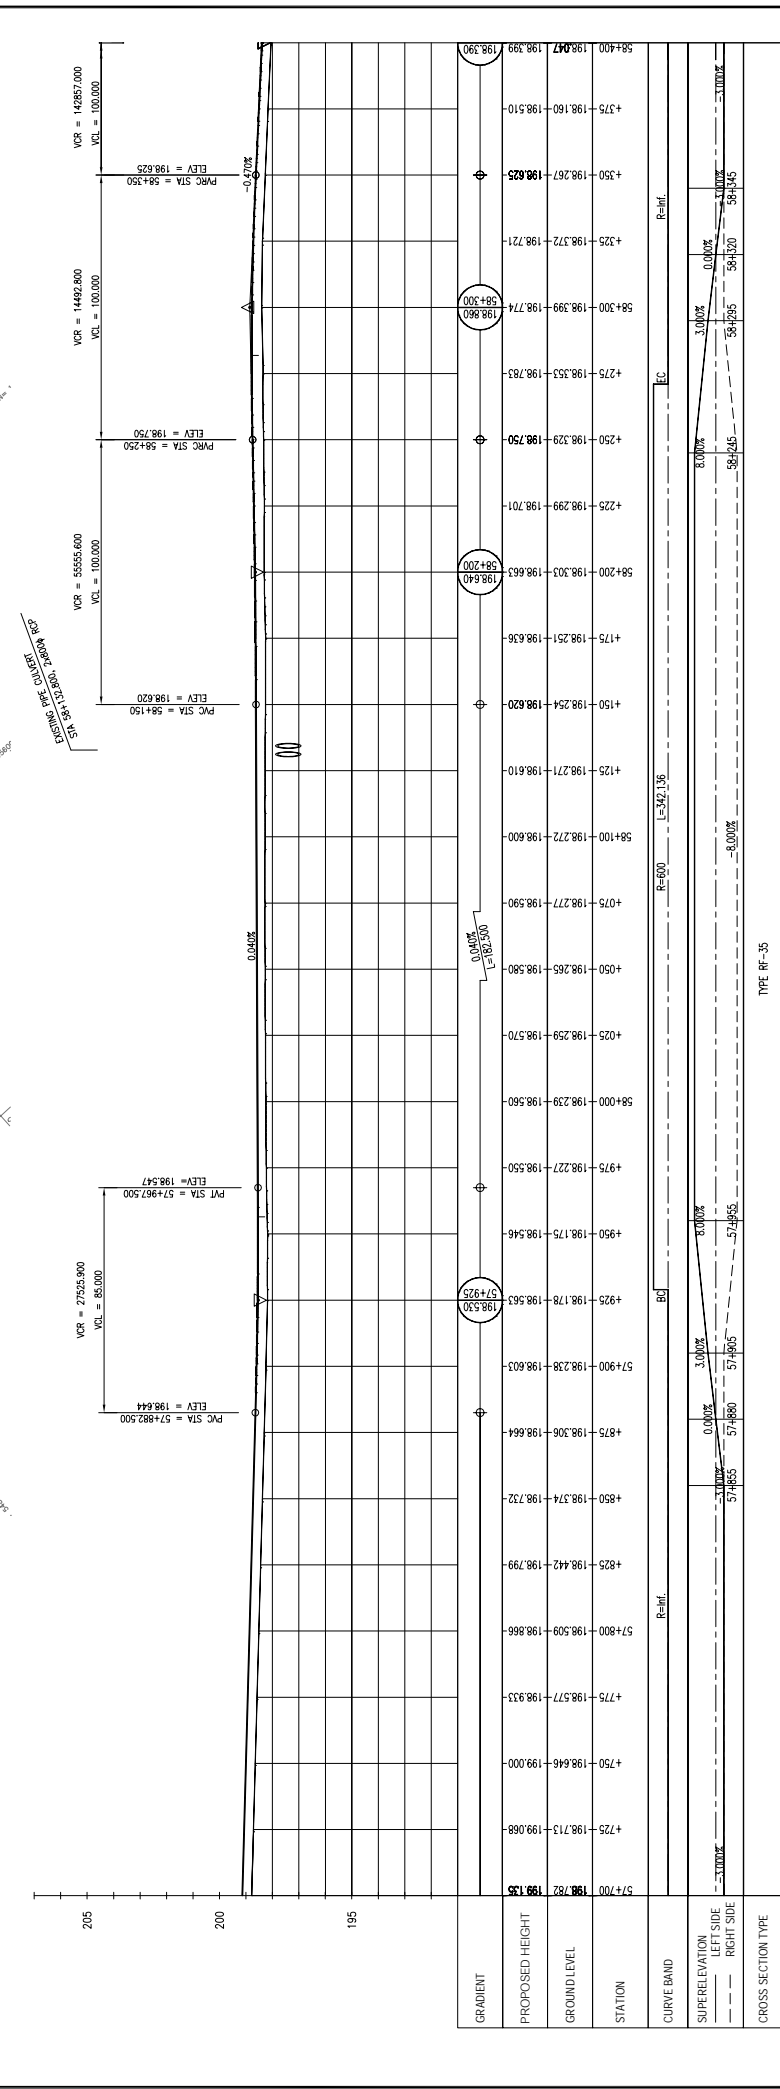 VCR = 27525.900
VCL = 85.000
PVC STA = 57+882.500
ELEV = 198.644
PVT STA = 57+967.500
ELEV = 198.547
0.040%
EXISTING PIPE CULVERT
STA 58+132.800, 2x800ϕ RCP
VCR = 55555.600
VCL = 100.000
PVC STA = 58+150
ELEV = 198.620
VCR = 14492.800
VCL = 100.000
PVRC STA = 58+250
ELEV = 198.750
VCR = 142857.000
VCL = 100.000
PVRC STA = 58+350
ELEV = 198.625
-0.470%
205
200
195
GRADIENT
198.530
57+925
0.040%
L=182.500
198.640
58+200
198.860
58+300
198.390
PROPOSED HEIGHT
199.135 199.068 199.000 198.933 198.866 198.799 198.732 198.664 198.603 198.563 198.546 198.550 198.560 198.570 198.580 198.590 198.600 198.610 198.620 198.636 198.663 198.701 198.750 198.783 198.774 198.721 198.625 198.510 198.399
GROUND LEVEL
198.782 198.713 198.646 198.577 198.509 198.442 198.374 198.306 198.238 198.178 198.175 198.227 198.239 198.259 198.265 198.277 198.272 198.271 198.254 198.251 198.303 198.299 198.329 198.353 198.399 198.372 198.267 198.160 198.047
STATION
57+700 +725 +750 +775 57+800 +825 +850 +875 57+900 +925 +950 +975 58+000 +025 +050 +075 58+100 +125 +150 +175 58+200 +225 +250 +275 58+300 +325 +350 +375 58+400
CURVE BAND
R=Inf. BC R=600 L=342.136 EC R=Inf.
SUPERELEVATION
LEFT SIDE
RIGHT SIDE
-3.000% -3.000% 0.000% 3.000% 8.000% -8.000% 8.000% 3.000% 0.000% -3.000% -3.000%
57+855 57+880 57+905 57+955 58+245 58+295 58+320 58+345
CROSS SECTION TYPE
TYPE RF-35